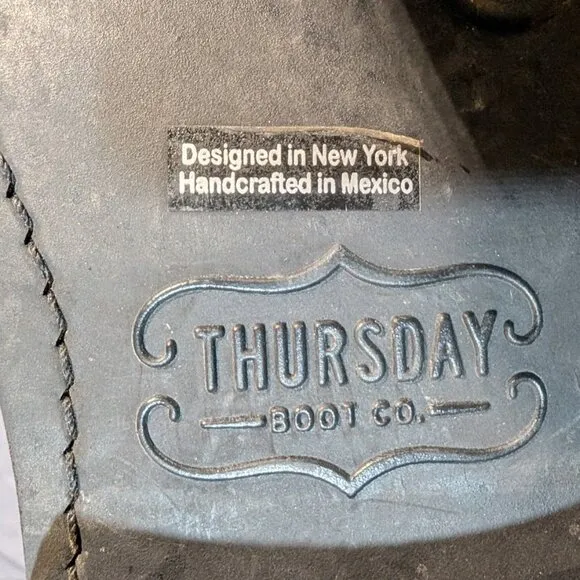 Designed in New York
Handcrafted in Mexico
THURSDAY
BOOT CO.